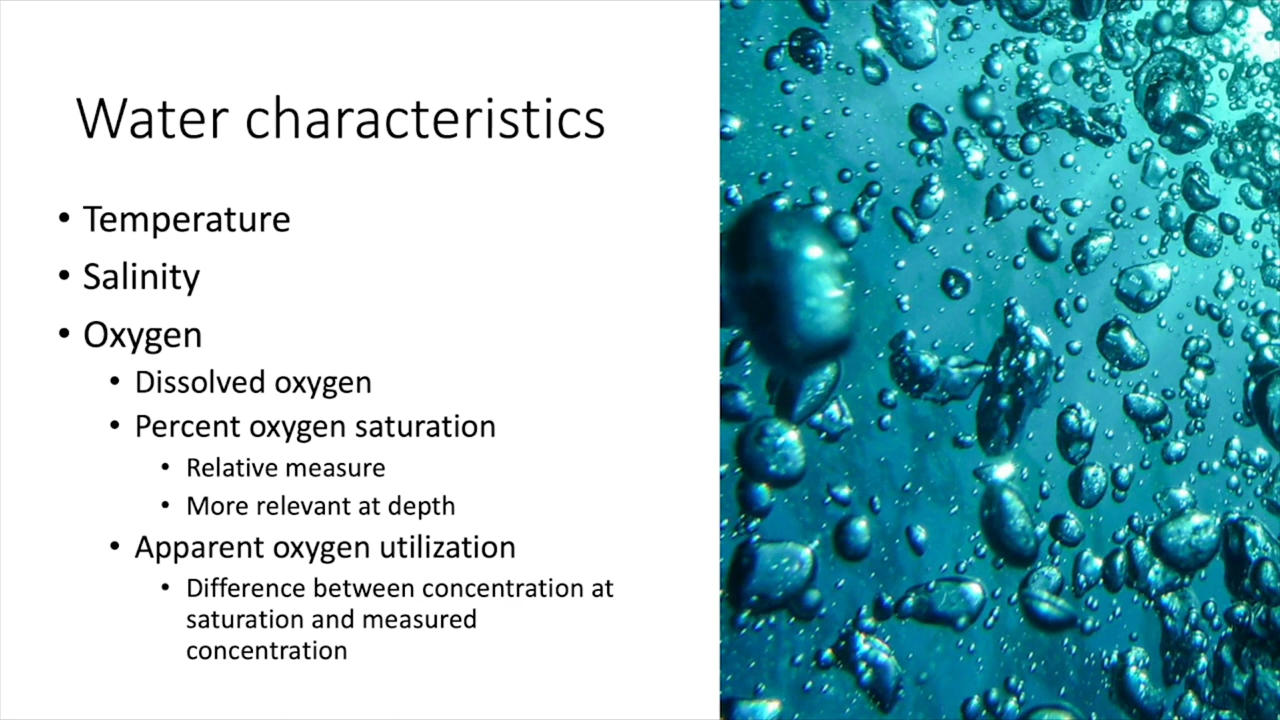 Water characteristics
• Temperature
• Salinity
• Oxygen
• Dissolved oxygen
• Percent oxygen saturation
• Relative measure
• More relevant at depth
• Apparent oxygen utilization
• Difference between concentration at
saturation and measured
concentration